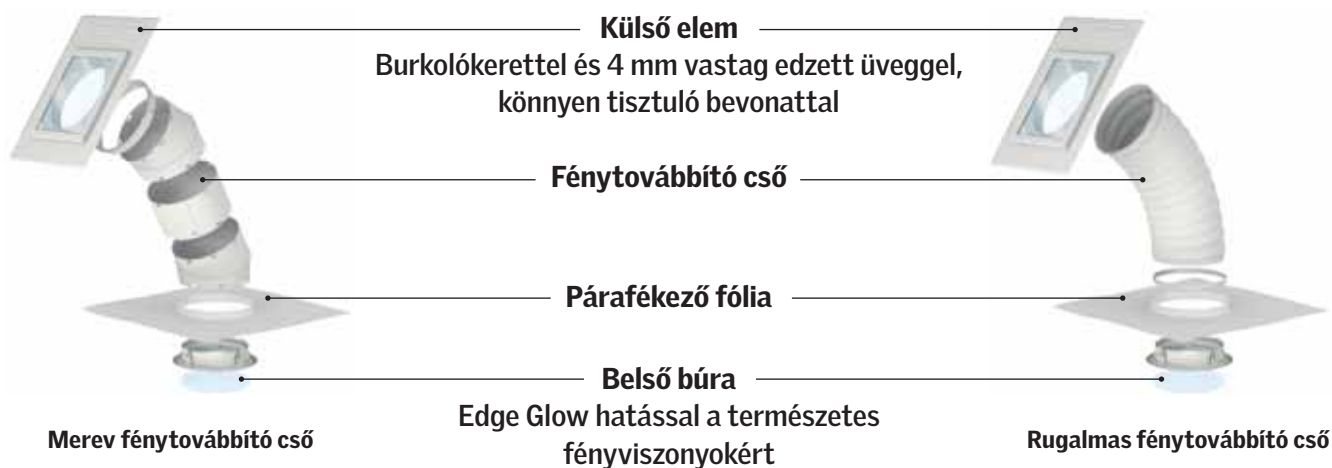 Külső elem
Burkolókerettel és 4 mm vastag edzett üveggel,
könnyen tisztuló bevonattal
Fénytovábbító cső
Párafékező fólia
Belső búra
Edge Glow hatással a természetes
fényviszonyokért
Merev fénytovábbító cső
Rugalmas fénytovábbító cső